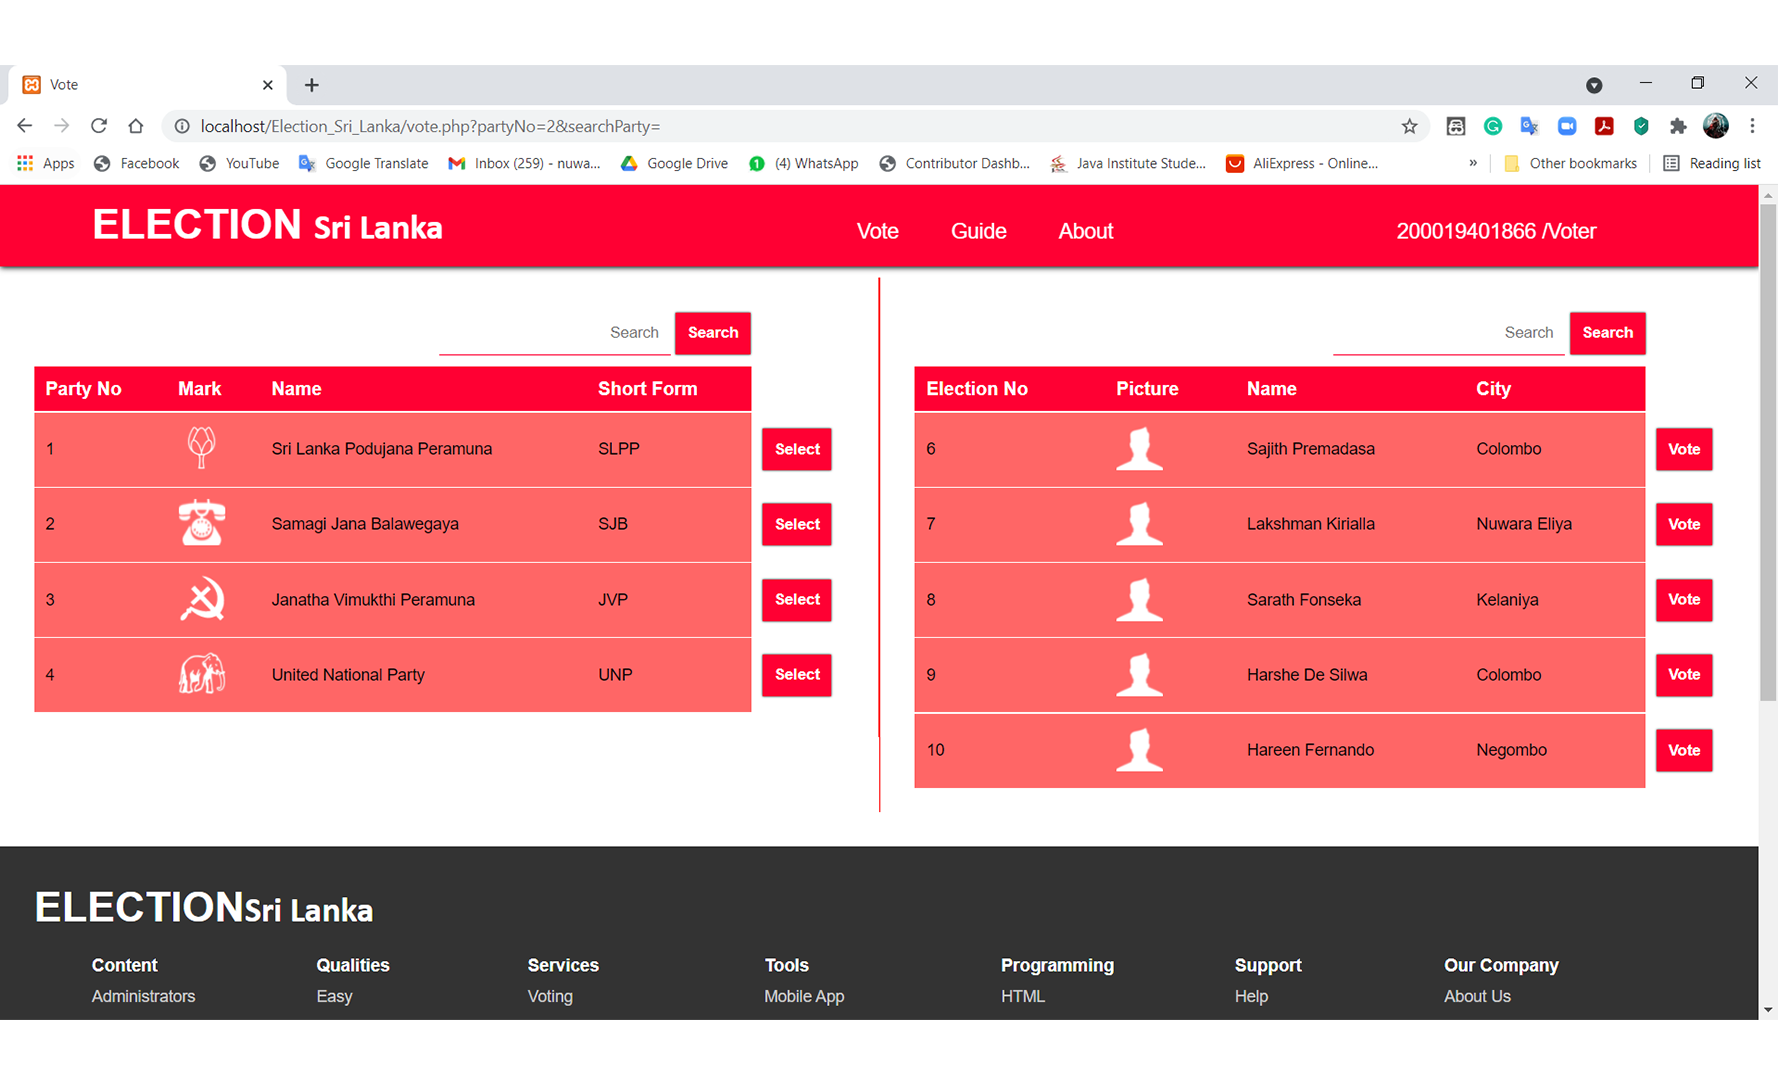 Vote
localhost/Election_Sri_Lanka/vote.php?partyNo=2&searchParty=
Apps Facebook YouTube Google Translate Inbox (259) - nuwa... Google Drive (4) WhatsApp Contributor Dashb... Java Institute Stude... AliExpress - Online... » Other bookmarks Reading list
ELECTION Sri Lanka Vote Guide About 200019401866 /Voter
Search Search
Party No Mark Name Short Form
1 Sri Lanka Podujana Peramuna SLPP Select
2 Samagi Jana Balawegaya SJB Select
3 Janatha Vimukthi Peramuna JVP Select
4 United National Party UNP Select
Search Search
Election No Picture Name City
6 Sajith Premadasa Colombo Vote
7 Lakshman Kirialla Nuwara Eliya Vote
8 Sarath Fonseka Kelaniya Vote
9 Harshe De Silwa Colombo Vote
10 Hareen Fernando Negombo Vote
ELECTIONSri Lanka
Content Qualities Services Tools Programming Support Our Company
Administrators Easy Voting Mobile App HTML Help About Us